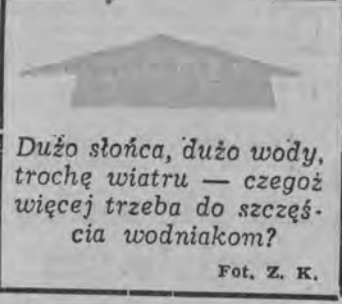 Dużo słońca, dużo wody,
trochę wiatru — czegoż
więcej trzeba do szczęś-
cia wodniakom?
Fot. Z. K.